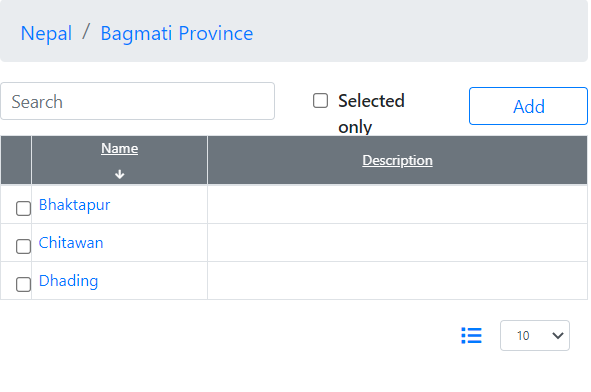 Nepal / Bagmati Province
Search
Selected only
Add
Name
Description
Bhaktapur
Chitawan
Dhading
10